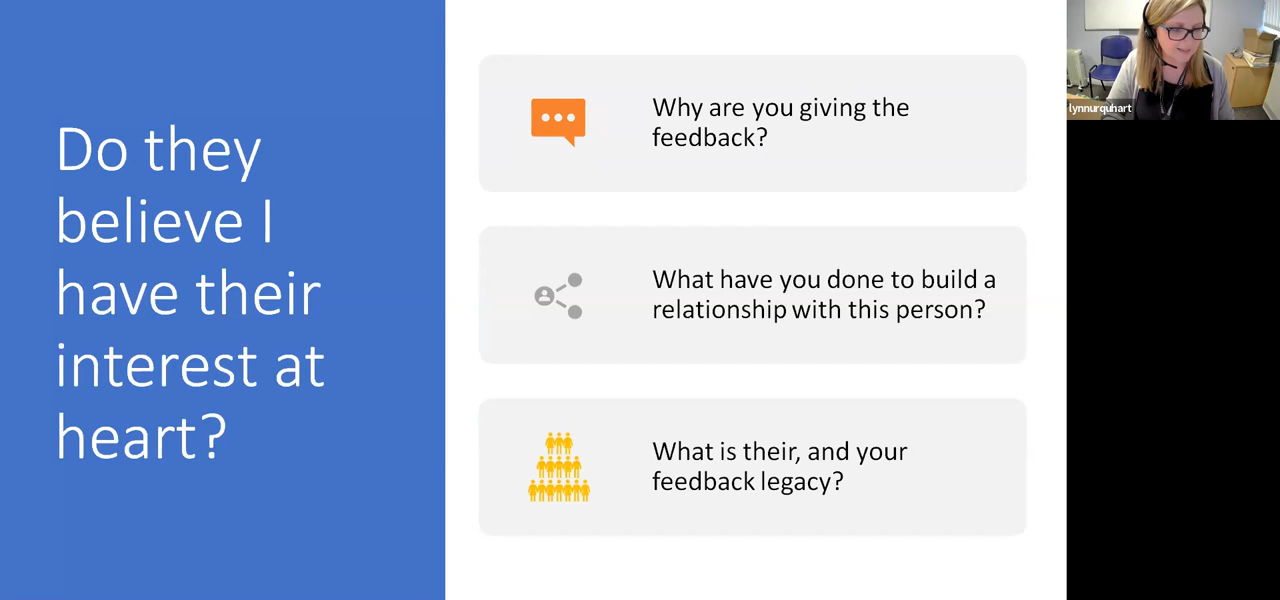 Do they
believe I
have their
interest at
heart?
Why are you giving the
feedback?
What have you done to build a
relationship with this person?
What is their, and your
feedback legacy?
lynnurquhart